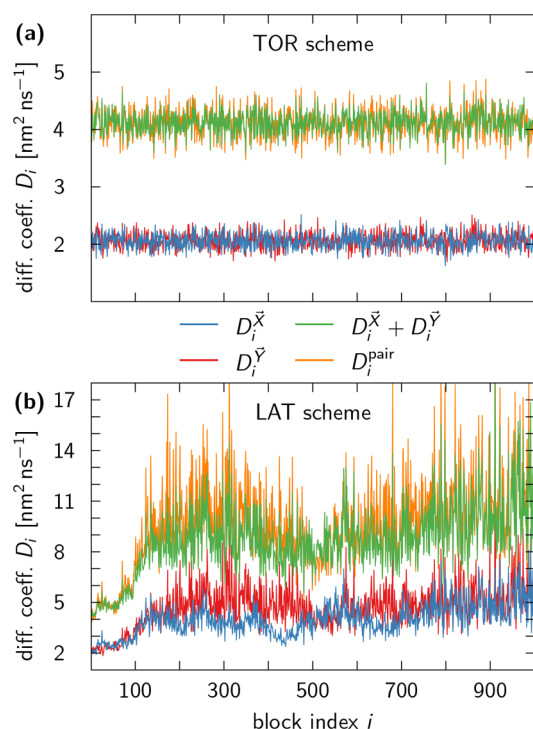 (a)
TOR scheme
5
4
3
2
diff. coeff. D_i [nm² ns⁻¹]
D_i^X⃗ D_i^X⃗ + D_i^Y⃗
D_i^Y⃗ D_i^pair
(b)
LAT scheme
17
14
11
8
5
2
diff. coeff. D_i [nm² ns⁻¹]
100 300 500 700 900
block index i